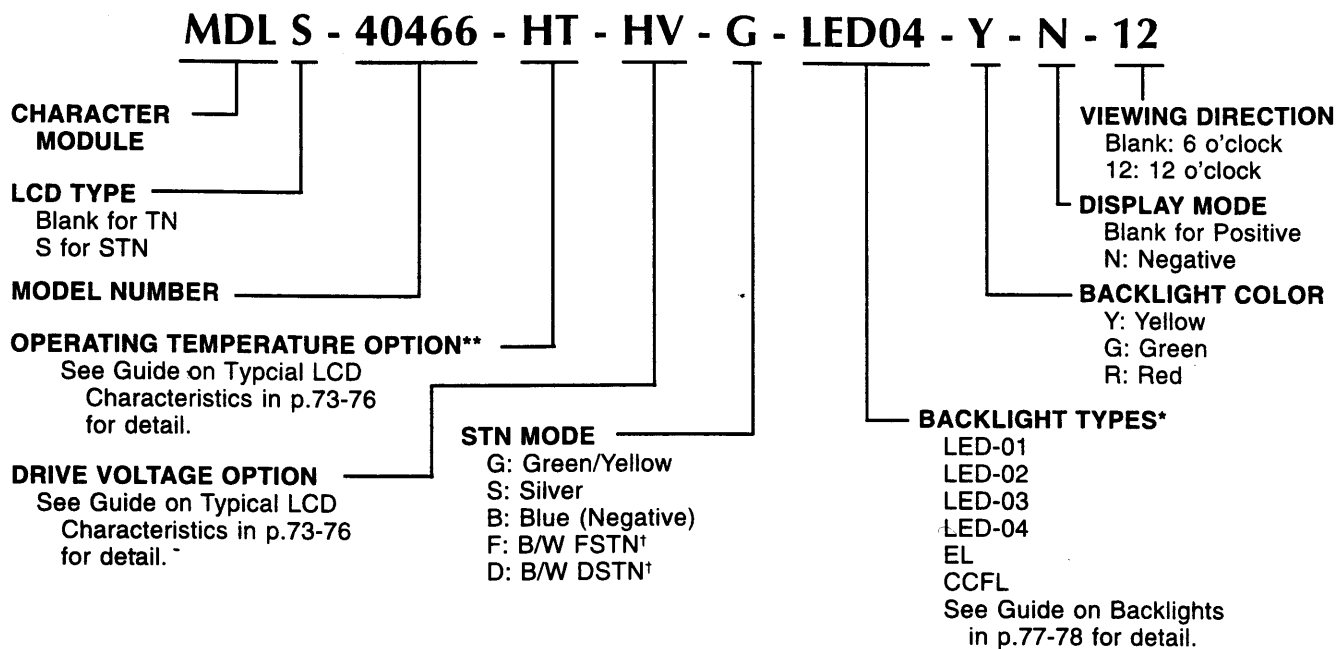 MDL S - 40466 - HT - HV - G - LED04 - Y - N - 12
CHARACTER
MODULE
LCD TYPE
Blank for TN
S for STN
MODEL NUMBER
OPERATING TEMPERATURE OPTION**
See Guide on Typcial LCD
Characteristics in p.73-76
for detail.
DRIVE VOLTAGE OPTION
See Guide on Typical LCD
Characteristics in p.73-76
for detail.
STN MODE
G: Green/Yellow
S: Silver
B: Blue (Negative)
F: B/W FSTN†
D: B/W DSTN†
VIEWING DIRECTION
Blank: 6 o'clock
12: 12 o'clock
DISPLAY MODE
Blank for Positive
N: Negative
BACKLIGHT COLOR
Y: Yellow
G: Green
R: Red
BACKLIGHT TYPES*
LED-01
LED-02
LED-03
LED-04
EL
CCFL
See Guide on Backlights
in p.77-78 for detail.